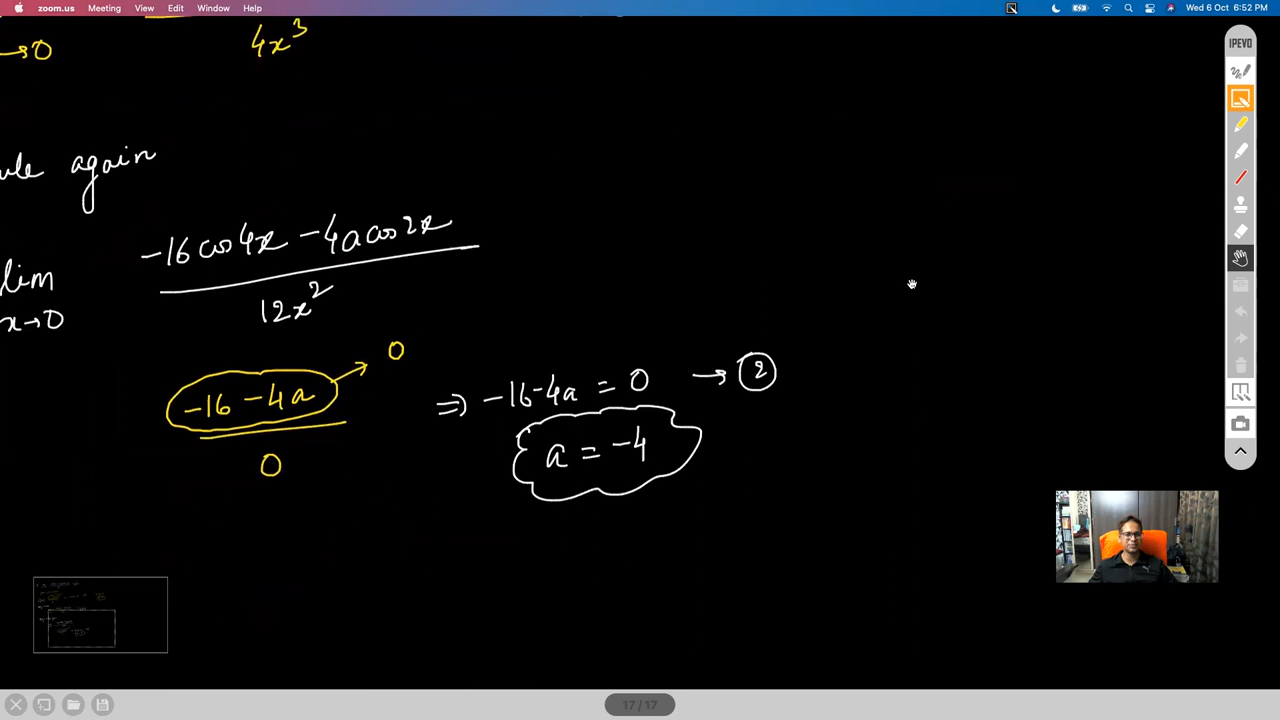 zoom.us Meeting View Edit Window Help Wed 6 Oct 6:52 PM
IPEVO
→0 4x³
ule again
lim -16cos4x -4acos2x
x→0 12x²
-16 -4a → 0
0
⇒ -16-4a = 0 → ②
a = -4
17/17